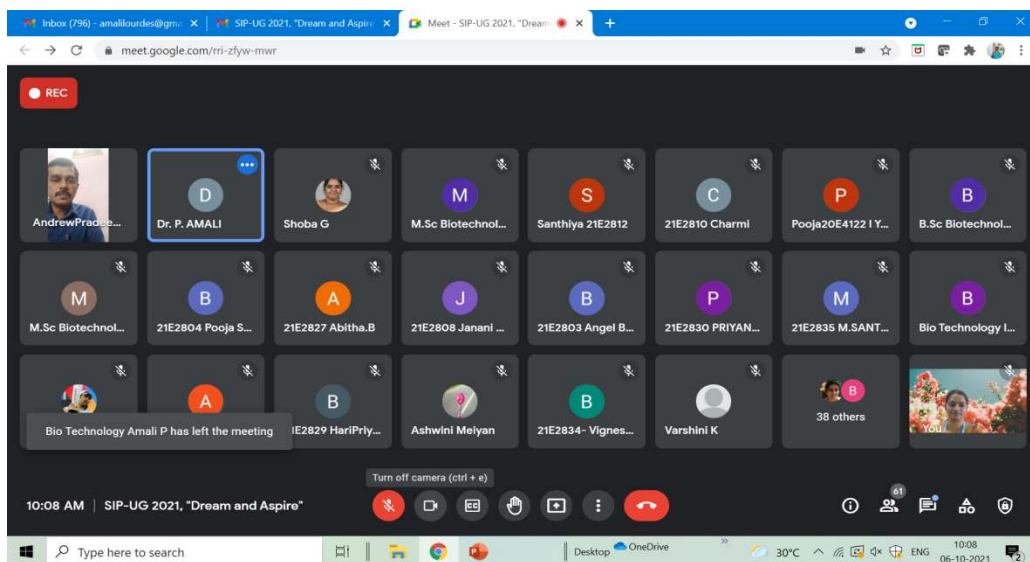 Inbox (796) - amalilourdes@gma
SIP-UG 2021, "Dream and Aspire
Meet - SIP-UG 2021, "Dream
meet.google.com/rri-zfyw-mwr
REC
D
M
S
C
P
B
AndrewPradee...
Dr. P. AMALI
Shoba G
M.Sc Biotechnol...
Santhiya 21E2812
21E2810 Charmi
Pooja20E4122 I Y...
B.Sc Biotechnol...
M
B
A
J
B
P
M
B
M.Sc Biotechnol...
21E2804 Pooja S...
21E2827 Abitha.B
21E2808 Janani ...
21E2803 Angel B...
21E2830 PRIYAN...
21E2835 M.SANT...
Bio Technology I...
A
B
B
B
38 others
Bio Technology Amali P has left the meeting
E2829 HariPriy...
Ashwini Meiyan
21E2834- Vignes...
Varshini K
You
Turn off camera (ctrl + e)
10:08 AM | SIP-UG 2021, "Dream and Aspire"
61
Type here to search
Desktop
OneDrive
30°C
ENG
10:08
06-10-2021
2